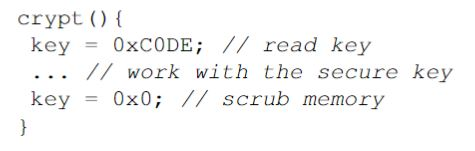 crypt(){
key = 0xC0DE; // read key
... // work with the secure key
key = 0x0; // scrub memory
}